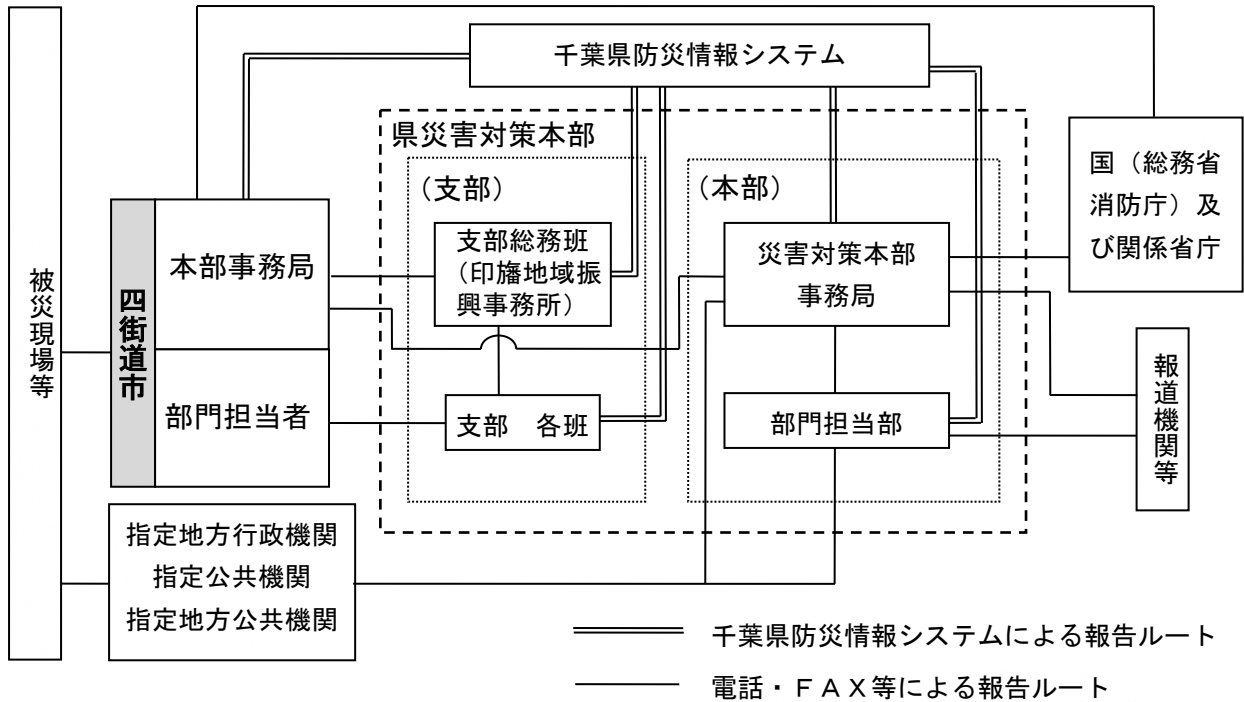 千葉県防災情報システム
県災害対策本部
（支部）
（本部）
国（総務省
消防庁）及
び関係省庁
被災現場等
四街道市
本部事務局
部門担当者
支部総務班
（印旛地域振
興事務所）
支部　各班
災害対策本部
事務局
部門担当部
報道機関等
指定地方行政機関
指定公共機関
指定地方公共機関
千葉県防災情報システムによる報告ルート
電話・ＦＡＸ等による報告ルート